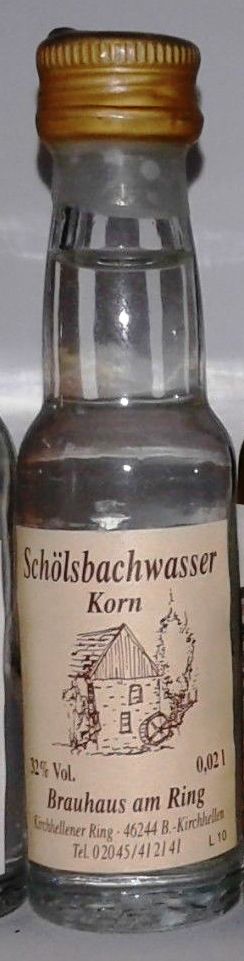 Schölsbachwasser
Korn
32% Vol. 0,02 l
Brauhaus am Ring
Kirchhellener Ring · 46244 B.-Kirchhellen
Tel. 02045/412141
L 10